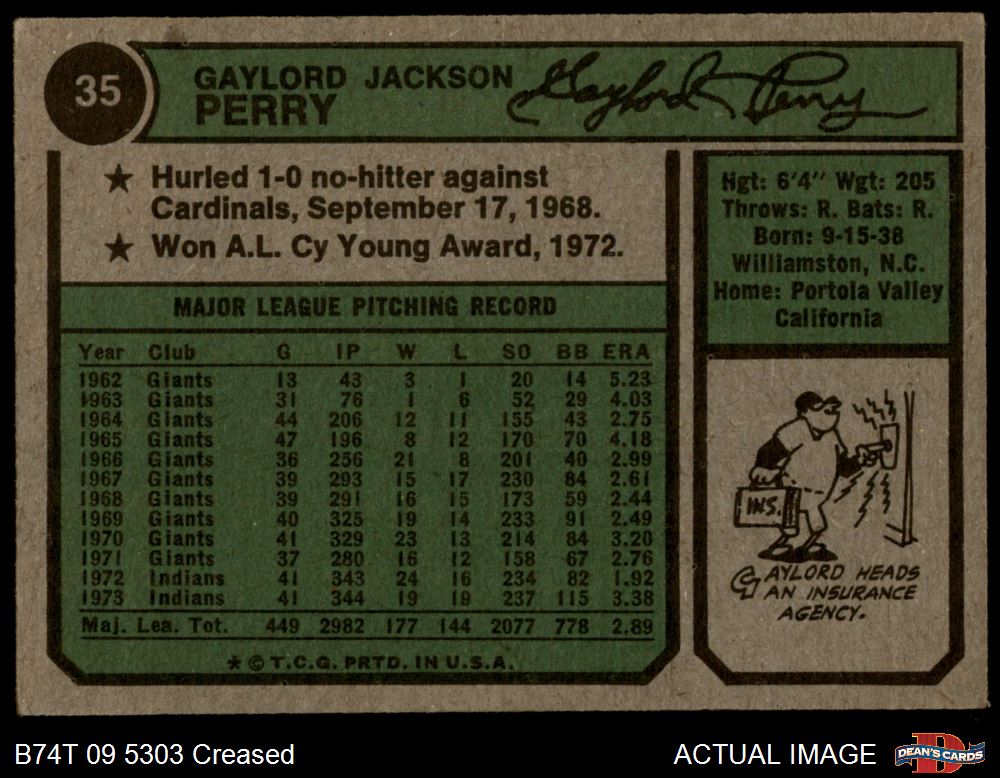 35
GAYLORD JACKSON
PERRY
Gaylord Perry
★ Hurled 1-0 no-hitter against
Cardinals, September 17, 1968.
★ Won A.L. Cy Young Award, 1972.
Hgt: 6'4" Wgt: 205
Throws: R. Bats: R.
Born: 9-15-38
Williamston, N.C.
Home: Portola Valley
California
MAJOR LEAGUE PITCHING RECORD
Year Club G IP W L SO BB ERA
1962 Giants 13 43 3 1 20 14 5.23
1963 Giants 31 76 1 6 52 29 4.03
1964 Giants 44 206 12 11 155 43 2.75
1965 Giants 47 196 8 12 170 70 4.18
1966 Giants 36 256 21 8 201 40 2.99
1967 Giants 39 293 15 17 230 84 2.61
1968 Giants 39 291 16 15 173 59 2.44
1969 Giants 40 325 19 14 233 91 2.49
1970 Giants 41 329 23 13 214 84 3.20
1971 Giants 37 280 16 12 158 67 2.76
1972 Indians 41 343 24 16 234 82 1.92
1973 Indians 41 344 19 19 237 115 3.38
Maj. Lea. Tot. 449 2982 177 144 2077 778 2.89
★ © T.C.G. PRTD. IN U.S.A.
INS.
GAYLORD HEADS
AN INSURANCE
AGENCY.
B74T 09 5303 Creased
ACTUAL IMAGE
DEAN'S CARDS